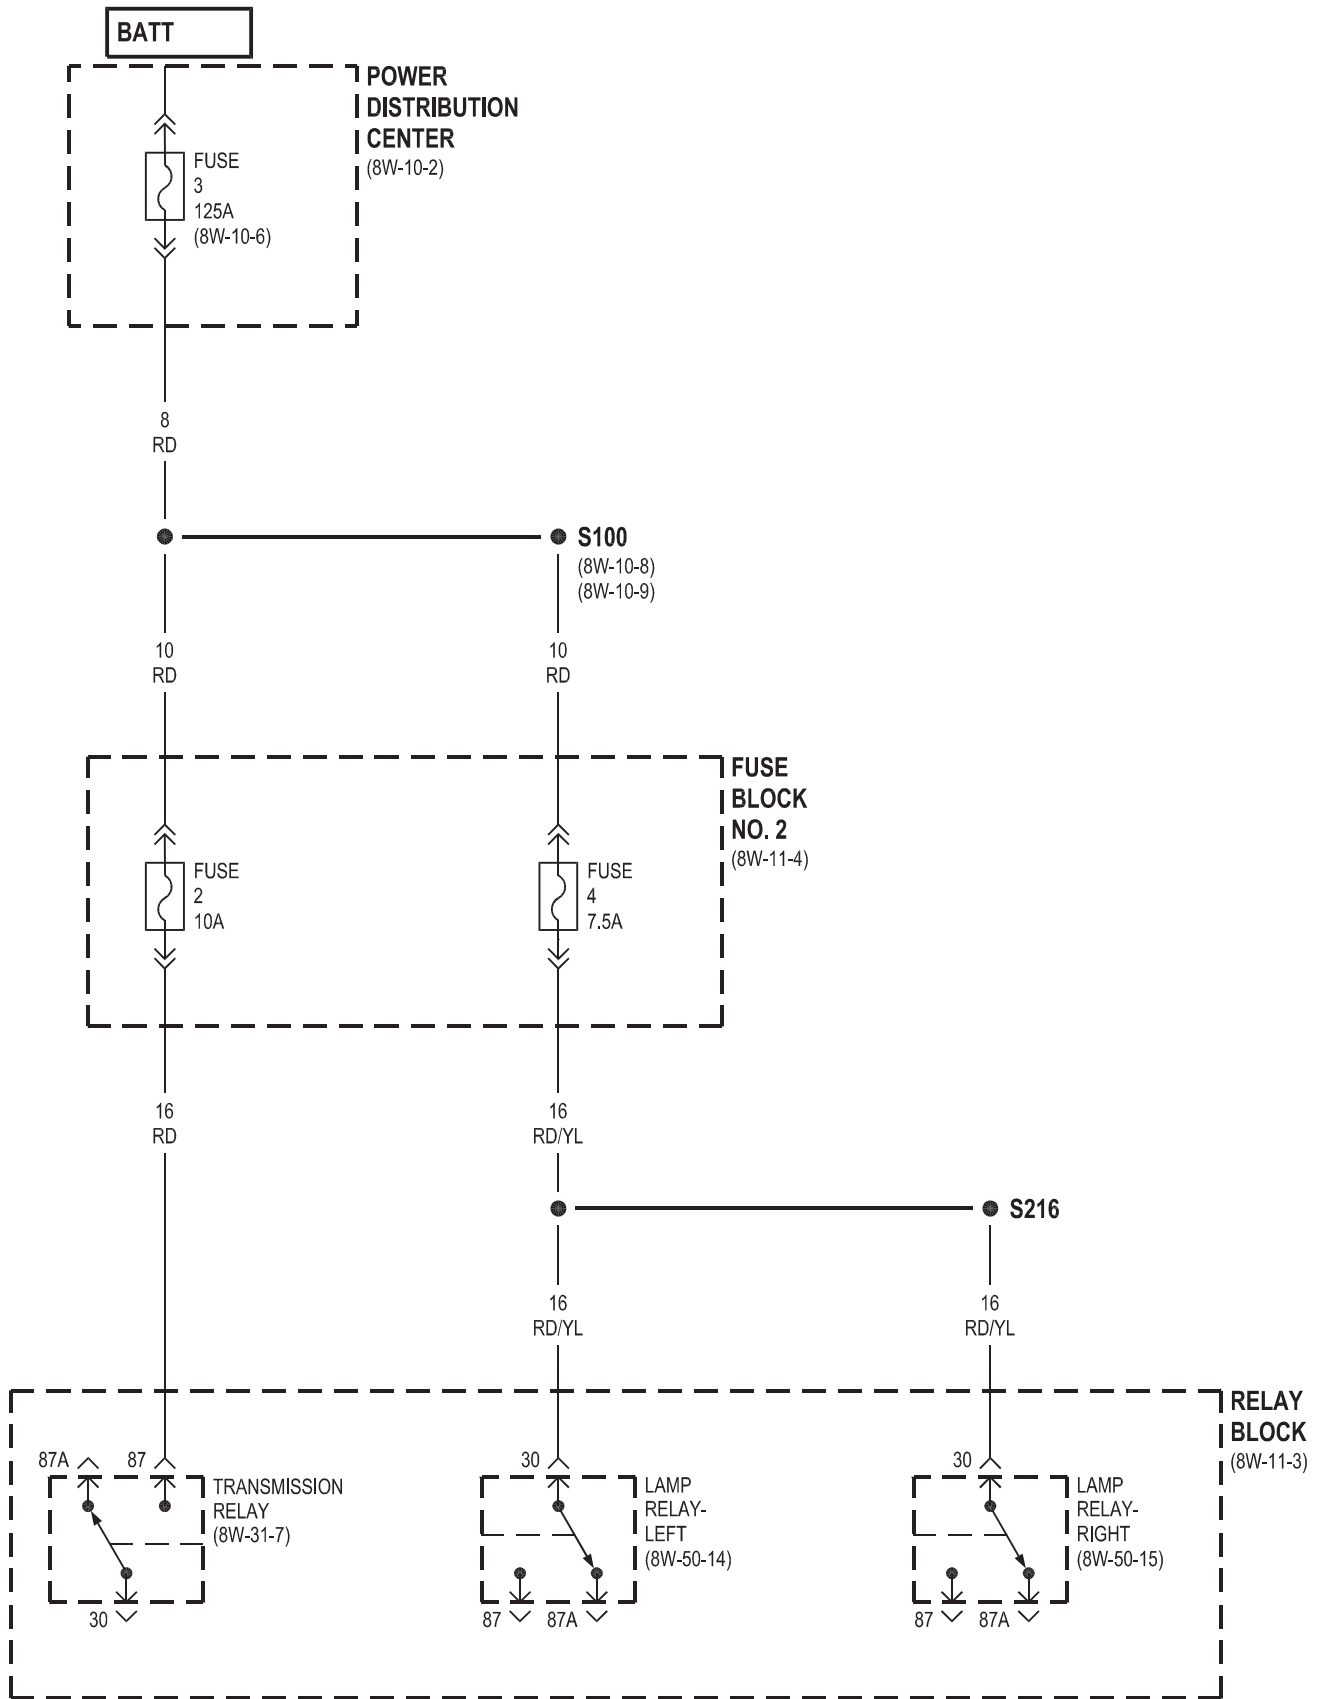 BATT
POWER
DISTRIBUTION
CENTER
(8W-10-2)
FUSE
3
125A
(8W-10-6)
8
RD
S100
(8W-10-8)
(8W-10-9)
10
RD
10
RD
FUSE
BLOCK
NO. 2
(8W-11-4)
FUSE
2
10A
FUSE
4
7.5A
16
RD
16
RD/YL
S216
16
RD/YL
16
RD/YL
RELAY
BLOCK
(8W-11-3)
87A
87
TRANSMISSION
RELAY
(8W-31-7)
30
30
LAMP
RELAY-
LEFT
(8W-50-14)
87
87A
30
LAMP
RELAY-
RIGHT
(8W-50-15)
87
87A